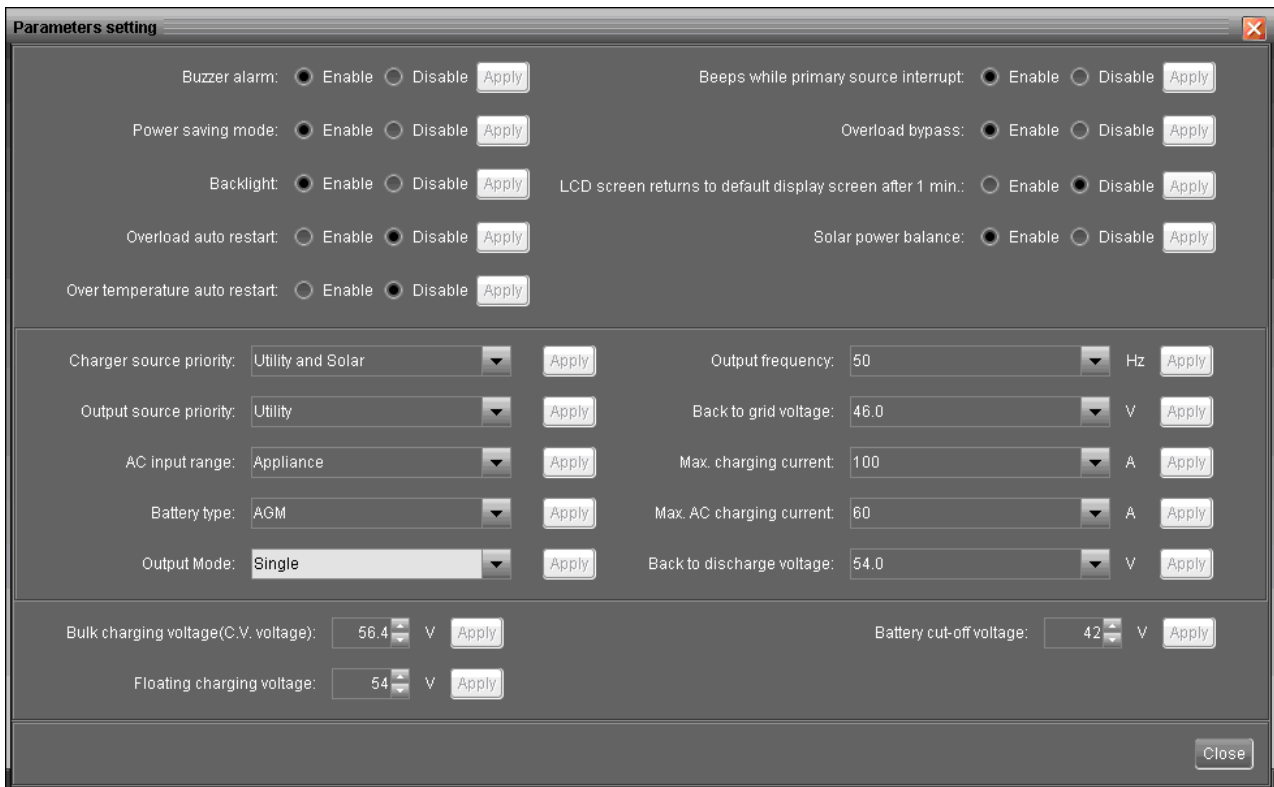 Parameters setting
Buzzer alarm: Enable Disable Apply Beeps while primary source interrupt: Enable Disable Apply
Power saving mode: Enable Disable Apply Overload bypass: Enable Disable Apply
Backlight: Enable Disable Apply LCD screen returns to default display screen after 1 min.: Enable Disable Apply
Overload auto restart: Enable Disable Apply Solar power balance: Enable Disable Apply
Over temperature auto restart: Enable Disable Apply
Charger source priority: Utility and Solar Apply Output frequency: 50 Hz Apply
Output source priority: Utility Apply Back to grid voltage: 46.0 V Apply
AC input range: Appliance Apply Max. charging current: 100 A Apply
Battery type: AGM Apply Max. AC charging current: 60 A Apply
Output Mode: Single Apply Back to discharge voltage: 54.0 V Apply
Bulk charging voltage(C.V. voltage): 56.4 V Apply Battery cut-off voltage: 42 V Apply
Floating charging voltage: 54 V Apply
Close